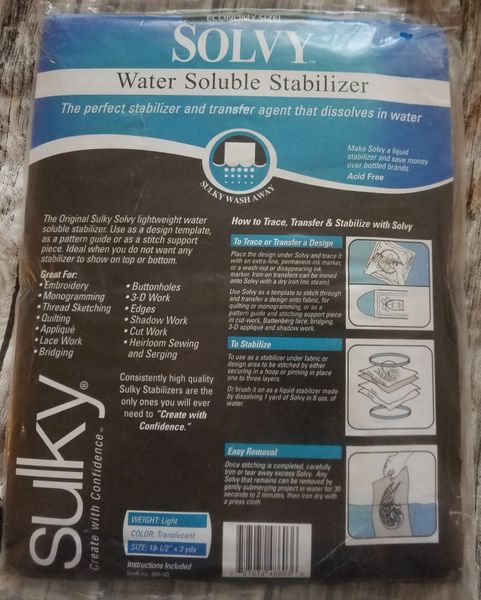 ECONOMY SIZE!
SOLVY™
Water Soluble Stabilizer
The perfect stabilizer and transfer agent that dissolves in water
Make Solvy a liquid
stabilizer and save money
over bottled brands.
Acid Free
SULKY WASH AWAY
The Original Sulky Solvy lightweight water
soluble stabilizer. Use as a design template,
as a pattern guide or as a stitch support
piece. Ideal when you do not want any
stabilizer to show on top or bottom.
Great For:
• Embroidery
• Monogramming
• Thread Sketching
• Quilting
• Appliqué
• Lace Work
• Bridging
• Buttonholes
• 3-D Work
• Edges
• Shadow Work
• Cut Work
• Heirloom Sewing
and Serging
Consistently high quality
Sulky Stabilizers are the
only ones you will ever
need to "Create with
Confidence."
sulky®
Create with Confidence™
WEIGHT: Light
COLOR: Translucent
SIZE: 19-1/2" x 3 yds
Instructions Included
How to Trace, Transfer & Stabilize with Solvy
To Trace or Transfer a Design
Place the design under Solvy and trace it
with an extra-fine, permanent-ink marker,
or a wash-out or disappearing ink
marker. Iron-on transfers can be ironed
onto Solvy with a dry iron (no steam).
Use Solvy as a template to stitch through
and transfer a design onto fabric, for
quilting or monogramming, or as a
pattern guide and stitching support piece
in cut-work, Battenberg lace, bridging,
3-D appliqué and shadow work.
To Stabilize
To use as a stabilizer under fabric or
design area to be stitched by either
securing in a hoop or pinning in place
one to three layers.
Or brush it on as a liquid stabilizer made
by dissolving 1 yard of Solvy in 8 ozs. of
water.
Easy Removal
Once stitching is completed, carefully
trim or tear away excess Solvy. Any
Solvy that remains can be removed by
gently submerging project in water for 30
seconds to 2 minutes, then iron dry with
a press cloth.